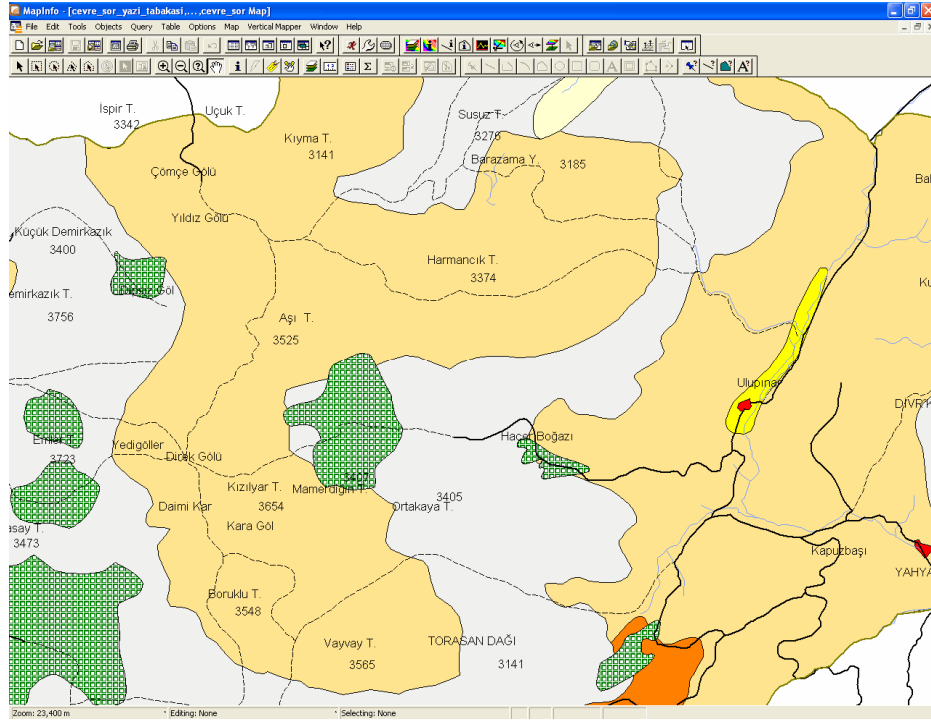 MapInfo - [cevre_sor_yazi_tabakasi,...,cevre_sor Map]
File Edit Tools Objects Query Table Options Map Vertical Mapper Window Help
İspir T.
3342
Uçuk T.
Susuz T.
3276
Kıyma T.
3141
Barazama Y.
3185
Çömçe Gölü
Yıldız Gölü
Küçük Demirkazık
3400
Harmancık T.
3374
emirkazık T.
3756
Göl
Aşı T.
3525
Ulupınar
Yedigöller
Direk Gölü
Hacer Boğazı
3723
Kızılyar T.
3654
Mamerdigin T.
3405
Ortakaya T.
Daimi Kar
Kara Göl
asay T.
3473
Kapuzbaşı
YAHYA
Boruklu T.
3548
Vayvay T.
3565
TORASAN DAĞI
3141
Zoom: 23,400 m
Editing: None
Selecting: None